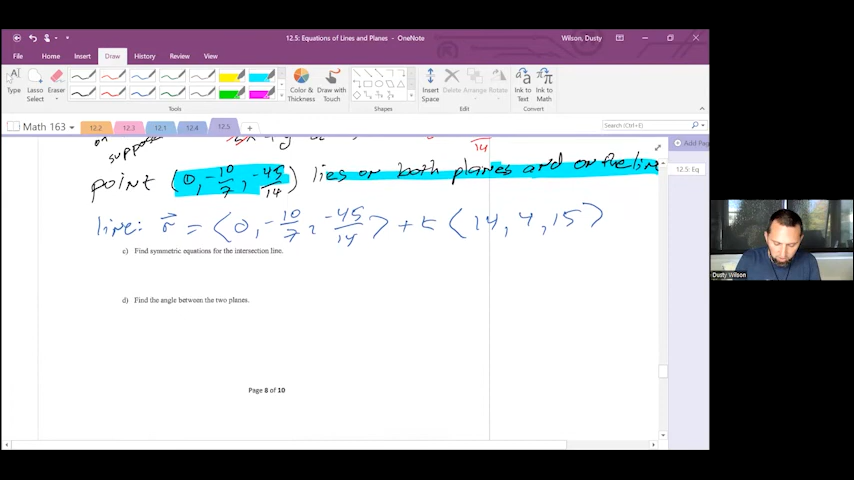 12.5: Equations of Lines and Planes - OneNote
Wilson, Dusty
File Home Insert Draw History Review View
Type
Lasso Select
Eraser
Color & Thickness
Draw with Touch
Insert Space
Delete
Arrange
Rotate
Ink to Text
Ink to Math
Tools
Shapes
Edit
Convert
Math 163
12.2
12.3
12.1
12.4
12.5
Search (Ctrl+E)
Add Pag
12.5: Eq
on
suppose
14
point (0, -10/7, -45/14) lies on both planes and on the line
line: r⃗ = ⟨0, -10/7, -45/14⟩ + t⟨14, 4, 15⟩
c) Find symmetric equations for the intersection line.
d) Find the angle between the two planes.
Page 8 of 10
Dusty Wilson